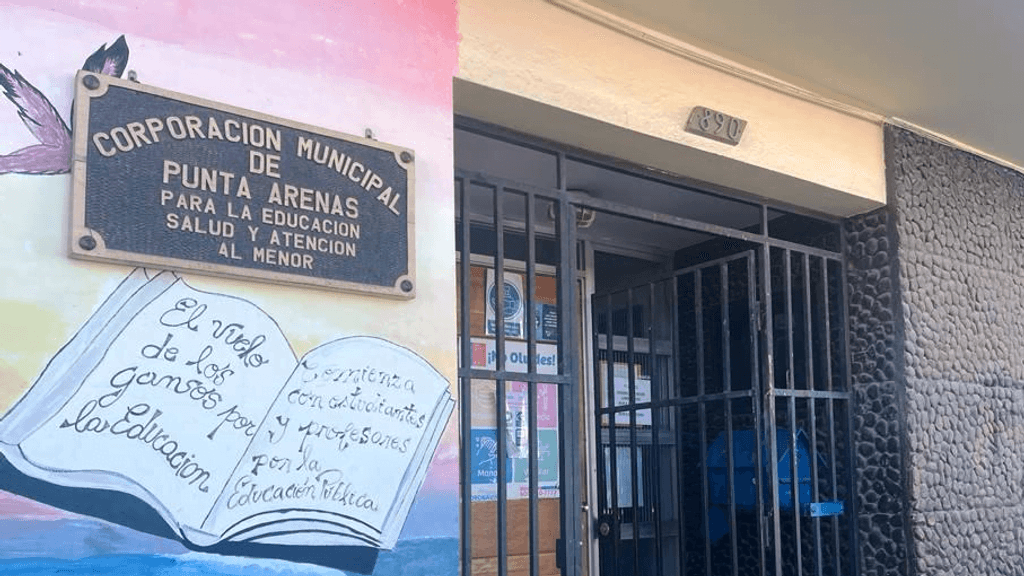 CORPORACION MUNICIPAL
DE
PUNTA ARENAS
PARA LA EDUCACION
SALUD Y ATENCION
AL MENOR
890
El Vuelo
de los
gansos por
la Educacion
Comienza
con estudiantes
y profesores
por la
Educación Pública
¡No Olvides!